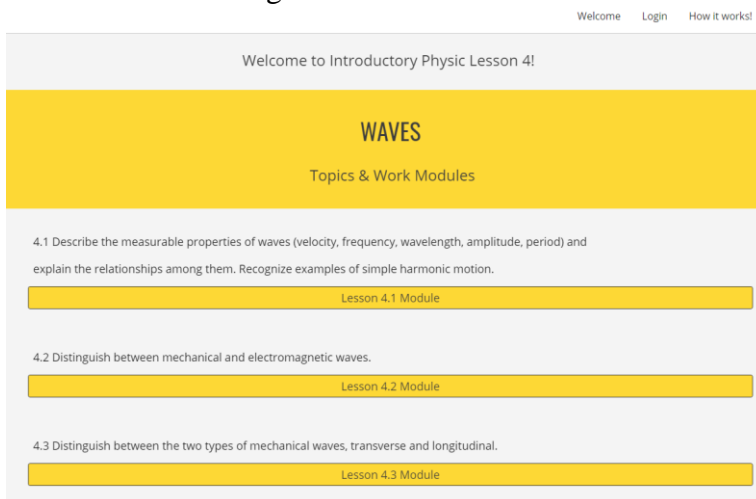 Welcome Login How it works!
Welcome to Introductory Physic Lesson 4!
WAVES
Topics & Work Modules
4.1 Describe the measurable properties of waves (velocity, frequency, wavelength, amplitude, period) and
explain the relationships among them. Recognize examples of simple harmonic motion.
Lesson 4.1 Module
4.2 Distinguish between mechanical and electromagnetic waves.
Lesson 4.2 Module
4.3 Distinguish between the two types of mechanical waves, transverse and longitudinal.
Lesson 4.3 Module